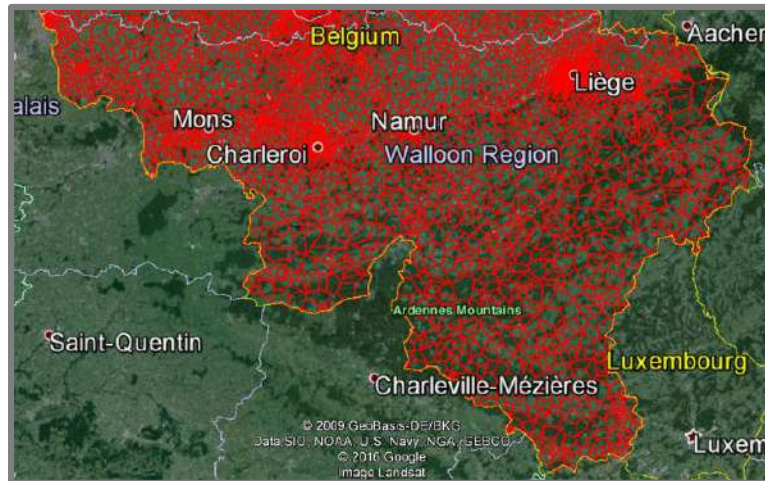 Belgium
Aachen
Liège
alais
Mons
Namur
Charleroi
Walloon Region
Ardennes Mountains
Saint-Quentin
Luxembourg
Charleville-Mézières
© 2009 GeoBasis-DE/BKG
Data SIO, NOAA, U.S. Navy, NGA, GEBCO
© 2016 Google
Image Landsat
Luxem